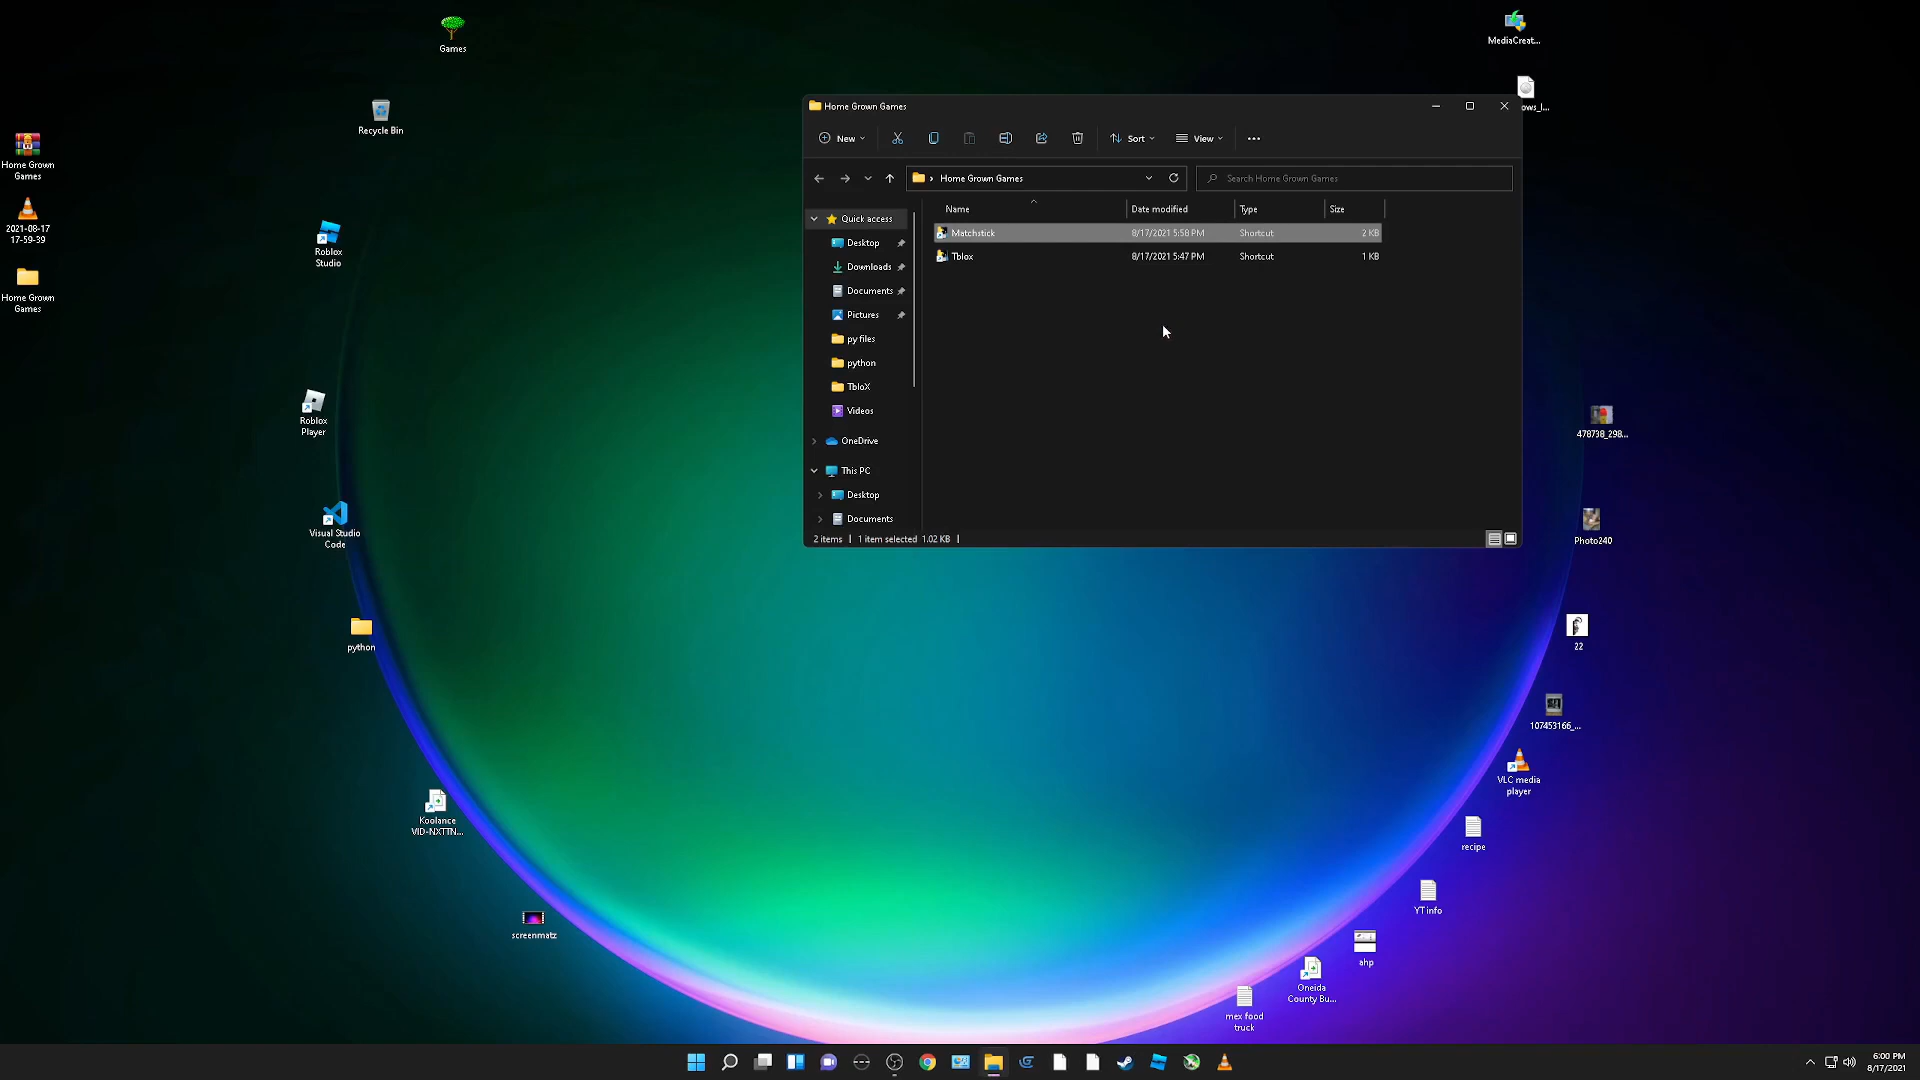 Games
MediaCreat...
Recycle Bin
ows_I...
Home Grown
Games
2021-08-17
17-59-39
Home Grown
Games
Roblox
Studio
Roblox
Player
Visual Studio
Code
python
Koolance
VID-NXTTN...
screenmatz
Home Grown Games
New
Sort
View
Home Grown Games
Search Home Grown Games
Name Date modified Type Size
Matchstick 8/17/2021 5:58 PM Shortcut 2 KB
Tblox 8/17/2021 5:47 PM Shortcut 1 KB
Quick access
Desktop
Downloads
Documents
Pictures
py files
python
TbloX
Videos
OneDrive
This PC
Desktop
Documents
2 items 1 item selected 1.02 KB
478738_298...
Photo240
22
107453166_...
VLC media
player
recipe
YT info
ahp
Oneida
County Bu...
mex food
truck
6:00 PM
8/17/2021